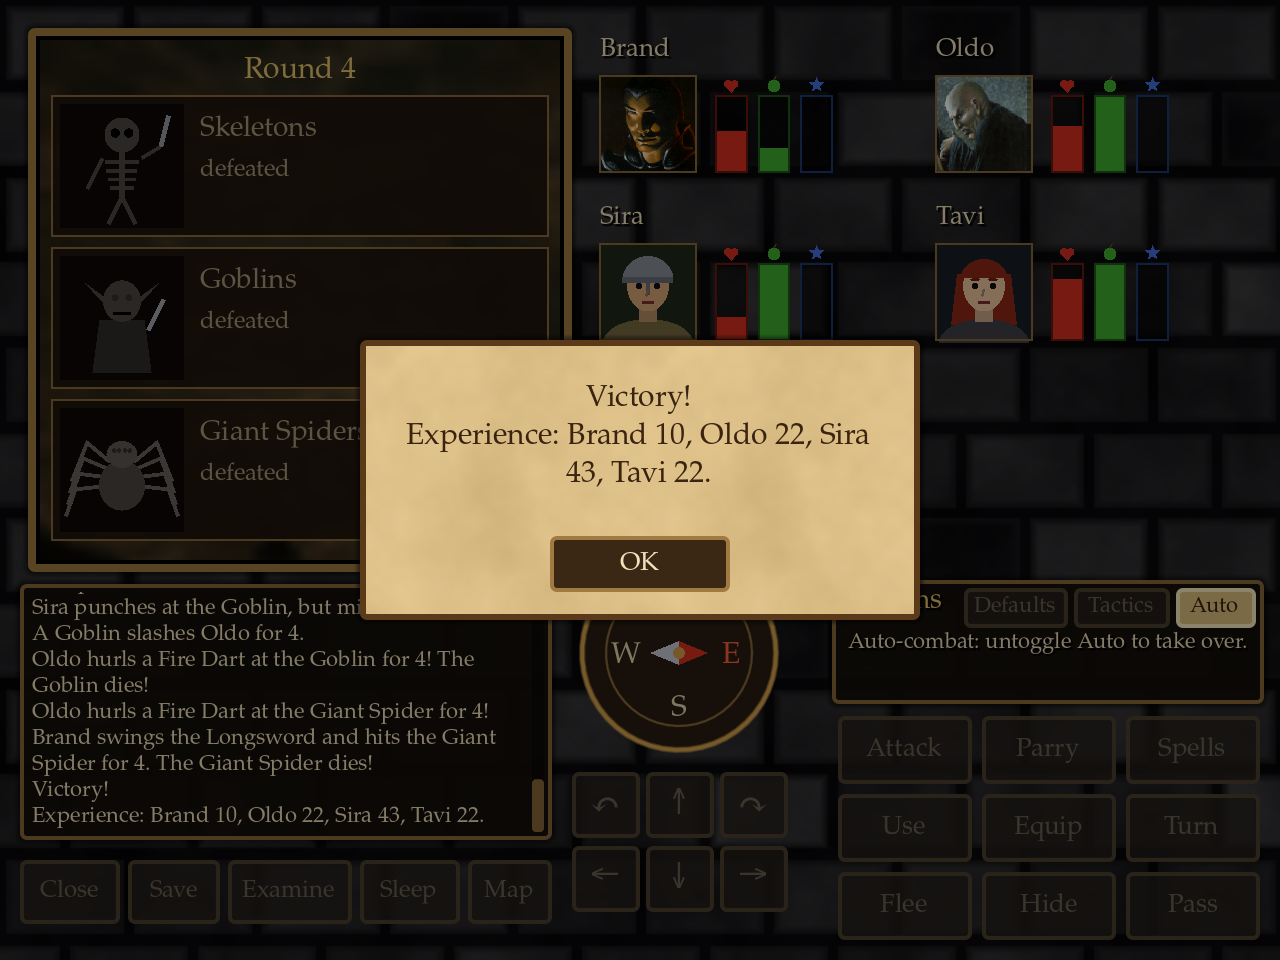 Round 4
Skeletons
defeated
Goblins
defeated
Giant Spiders
defeated
Brand
Oldo
Sira
Tavi
Victory!
Experience: Brand 10, Oldo 22, Sira
43, Tavi 22.
OK
Sira punches at the Goblin, but mi
A Goblin slashes Oldo for 4.
Oldo hurls a Fire Dart at the Goblin for 4! The
Goblin dies!
Oldo hurls a Fire Dart at the Giant Spider for 4!
Brand swings the Longsword and hits the Giant
Spider for 4. The Giant Spider dies!
Victory!
Experience: Brand 10, Oldo 22, Sira 43, Tavi 22.
W E
S
ns Defaults Tactics Auto
Auto-combat: untoggle Auto to take over.
Attack Parry Spells
Use Equip Turn
Flee Hide Pass
Close Save Examine Sleep Map